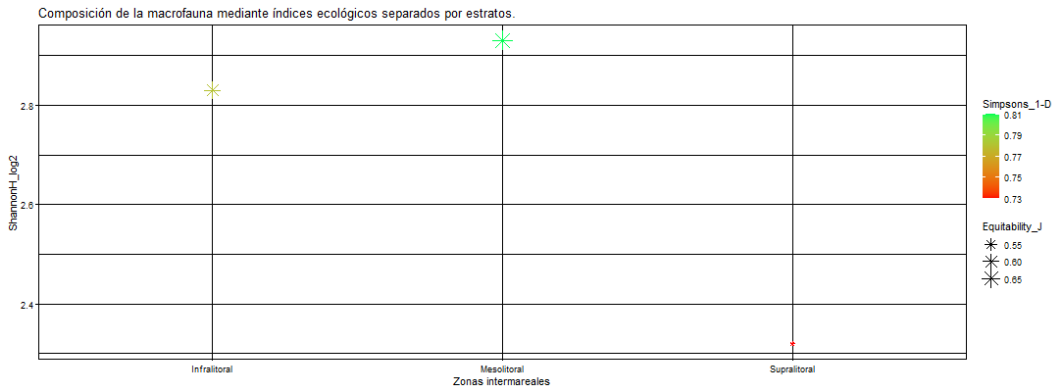 Composición de la macrofauna mediante índices ecológicos separados por estratos.
ShannonH_log2
2.8
2.6
2.4
Infralitoral
Mesolitoral
Supralitoral
Zonas intermareales
Simpsons_1-D
0.81
0.79
0.77
0.75
0.73
Equitability_J
0.55
0.60
0.65